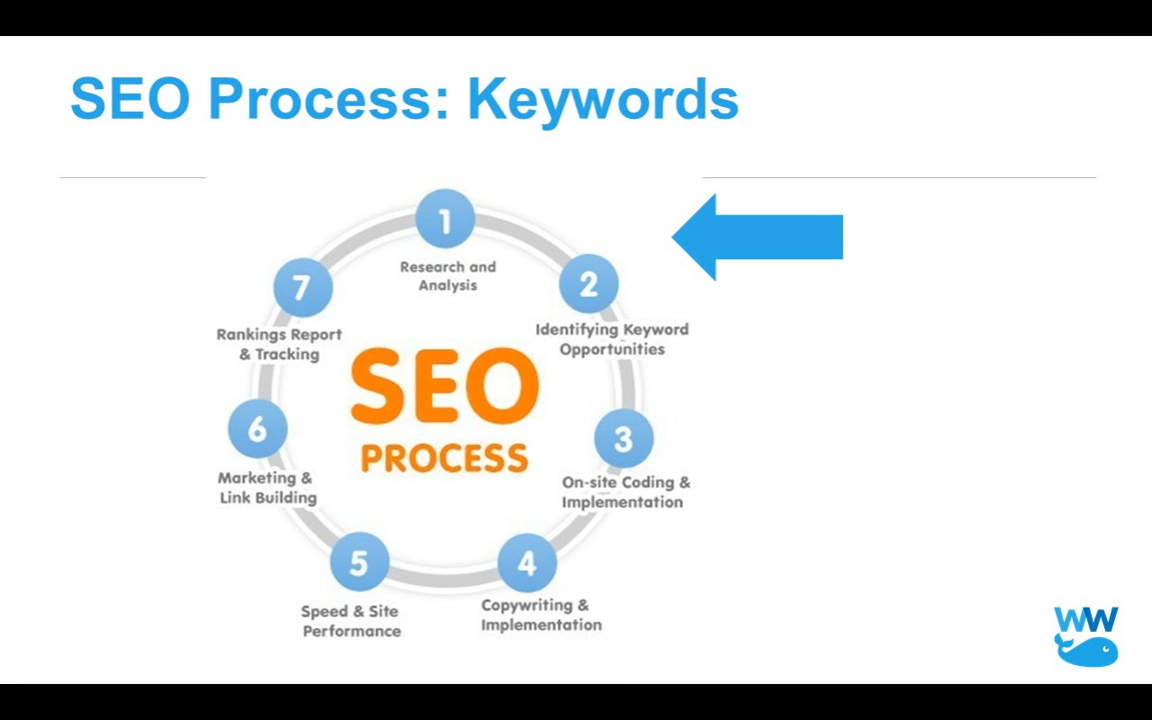 SEO Process: Keywords
1
Research and
Analysis
2
Identifying Keyword
Opportunities
3
On-site Coding &
Implementation
4
Copywriting &
Implementation
5
Speed & Site
Performance
6
Marketing &
Link Building
7
Rankings Report
& Tracking
SEO
PROCESS
WW